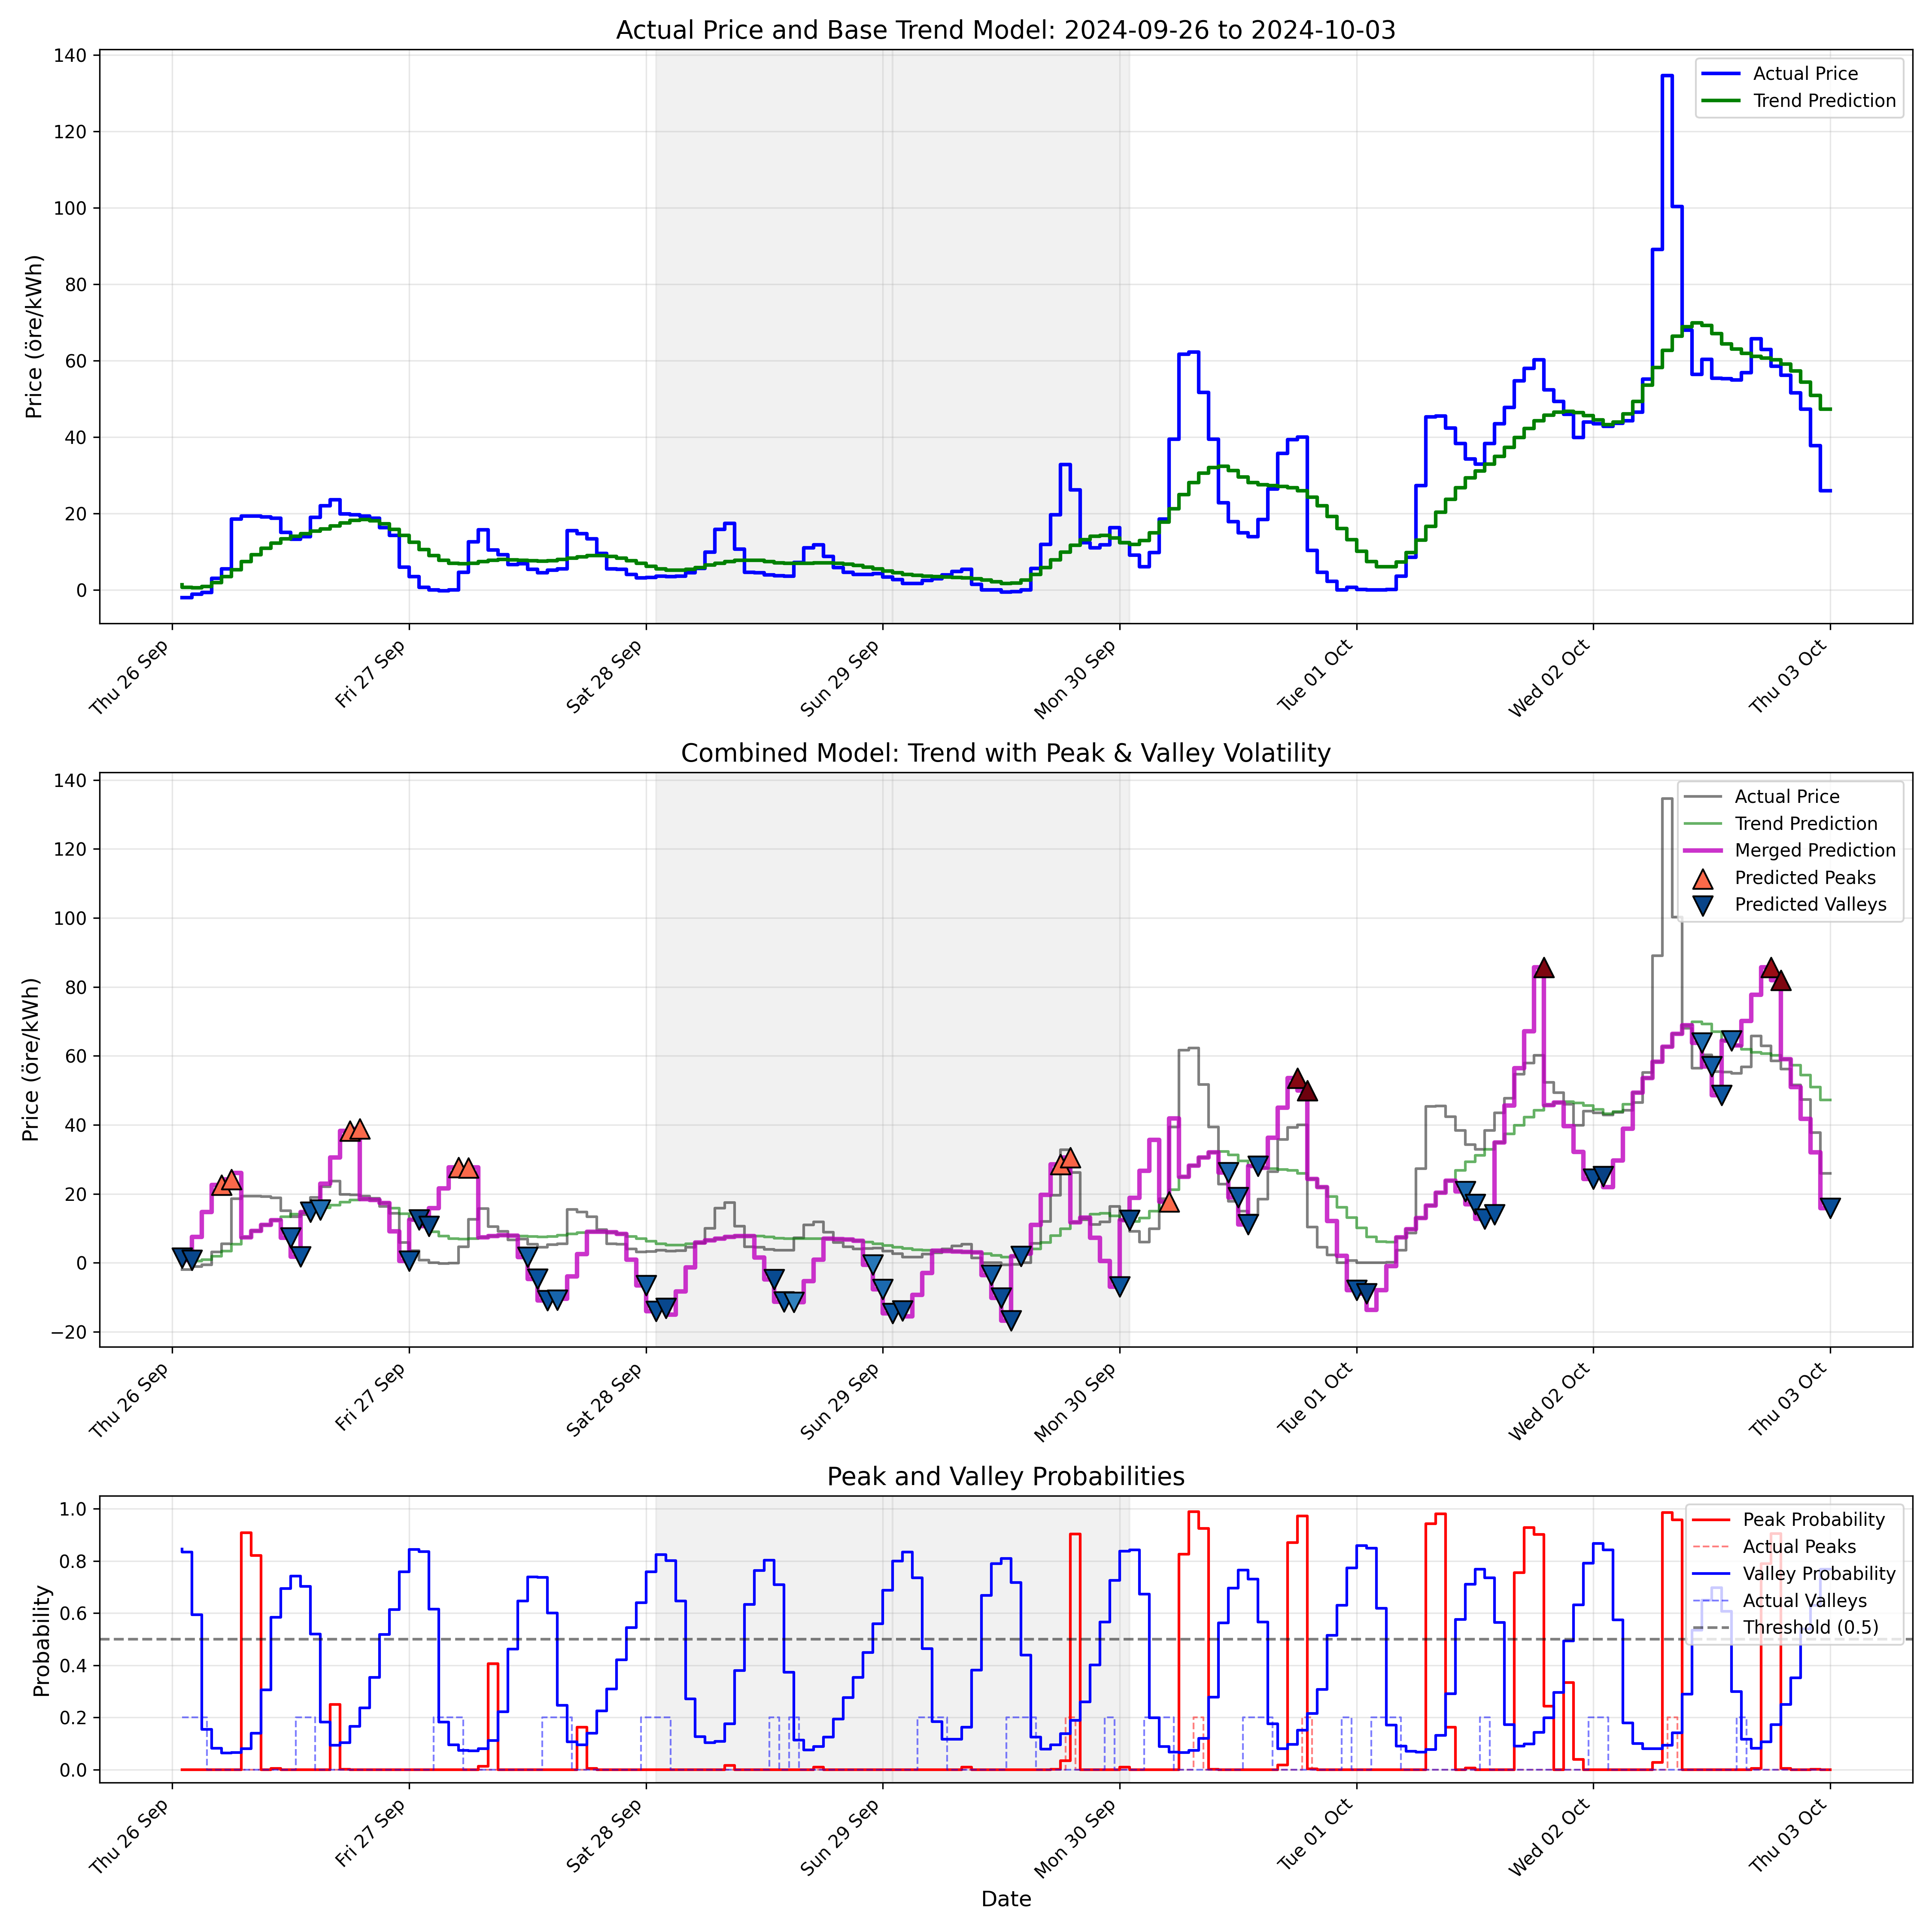 Actual Price and Base Trend Model: 2024-09-26 to 2024-10-03
Price (öre/kWh)
140
120
100
80
60
40
20
0
Actual Price
Trend Prediction
Thu 26 Sep
Fri 27 Sep
Sat 28 Sep
Sun 29 Sep
Mon 30 Sep
Tue 01 Oct
Wed 02 Oct
Thu 03 Oct
Combined Model: Trend with Peak & Valley Volatility
Price (öre/kWh)
140
120
100
80
60
40
20
0
−20
Actual Price
Trend Prediction
Merged Prediction
Predicted Peaks
Predicted Valleys
Thu 26 Sep
Fri 27 Sep
Sat 28 Sep
Sun 29 Sep
Mon 30 Sep
Tue 01 Oct
Wed 02 Oct
Thu 03 Oct
Peak and Valley Probabilities
Probability
1.0
0.8
0.6
0.4
0.2
0.0
Peak Probability
Actual Peaks
Valley Probability
Actual Valleys
Threshold (0.5)
Thu 26 Sep
Fri 27 Sep
Sat 28 Sep
Sun 29 Sep
Mon 30 Sep
Tue 01 Oct
Wed 02 Oct
Thu 03 Oct
Date